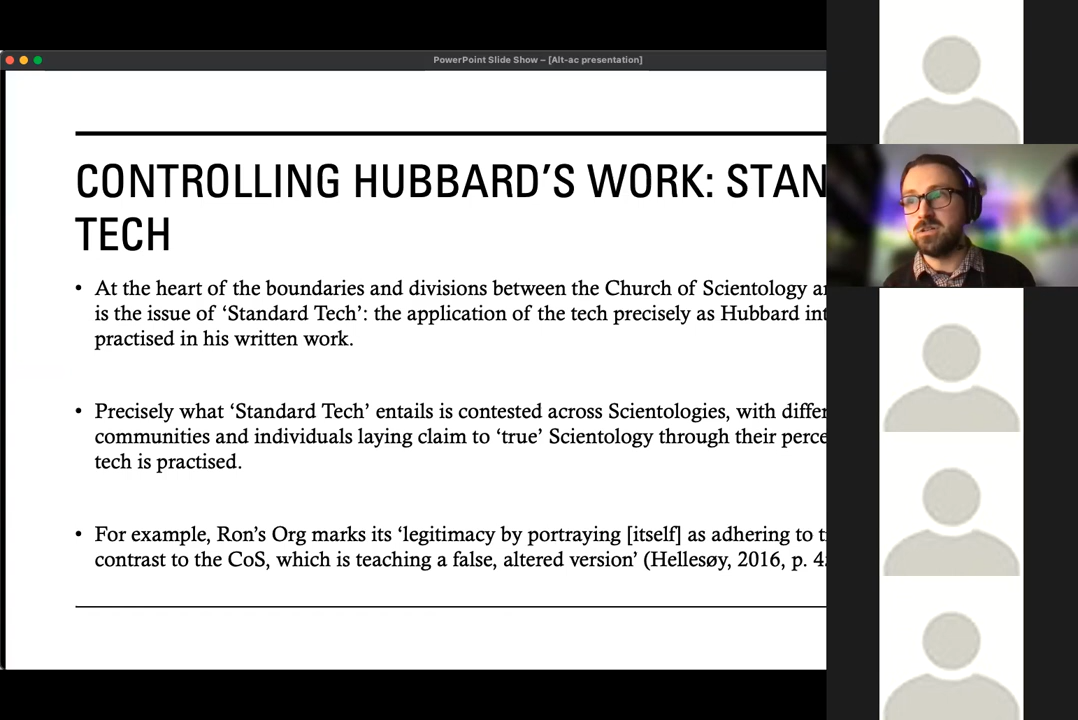 PowerPoint Slide Show – [Alt-ac presentation]
CONTROLLING HUBBARD’S WORK: STAN
TECH
• At the heart of the boundaries and divisions between the Church of Scientology
is the issue of ‘Standard Tech’: the application of the tech precisely as Hubbard
practised in his written work.
• Precisely what ‘Standard Tech’ entails is contested across Scientologies, with
communities and individuals laying claim to ‘true’ Scientology through their
tech is practised.
• For example, Ron’s Org marks its ‘legitimacy by portraying [itself] as adhering to
contrast to the CoS, which is teaching a false, altered version’ (Hellesøy, 2016, p.